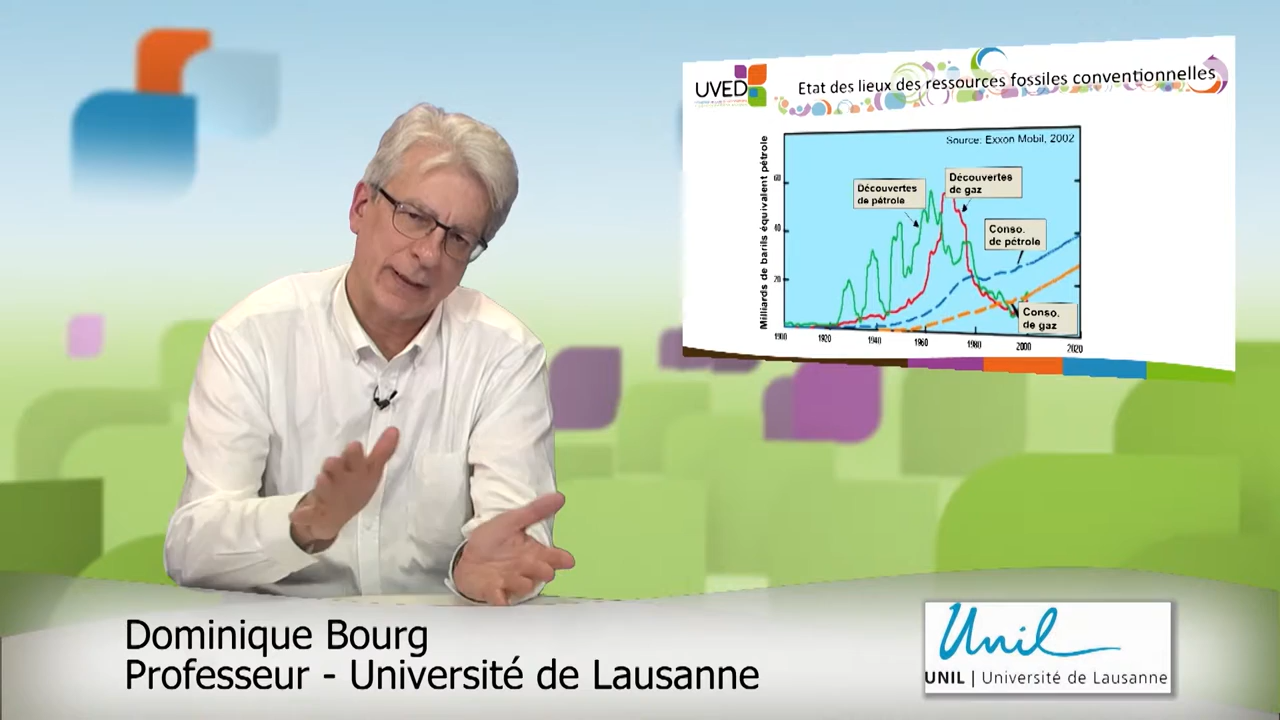 UVED
Etat des lieux des ressources fossiles conventionnelles
Source: Exxon Mobil, 2002
Milliards de barils équivalent pétrole
60
40
20
Découvertes
de pétrole
Découvertes
de gaz
Conso.
de pétrole
Conso.
de gaz
1900
1920
1940
1960
1980
2000
2020
Dominique Bourg
Professeur - Université de Lausanne
Unil
UNIL | Université de Lausanne